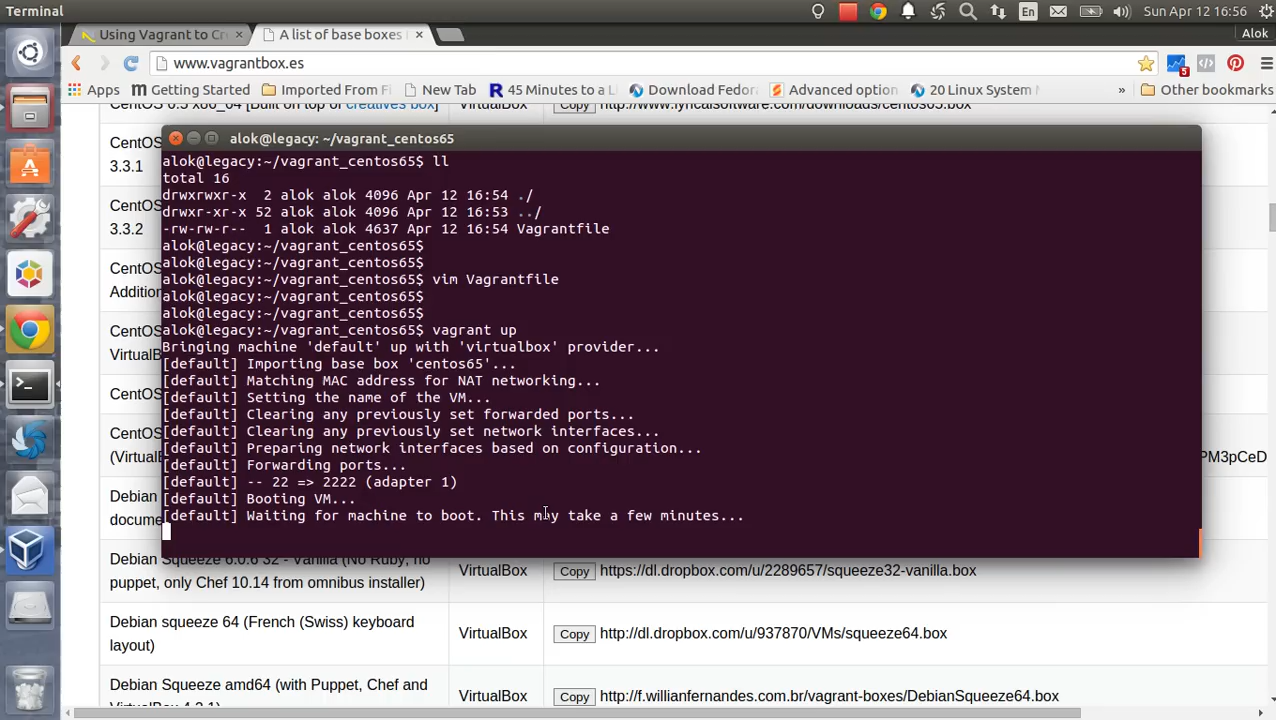 Terminal
En
Sun Apr 12 16:56
Alok
Using Vagrant to Cr
A list of base boxes
www.vagrantbox.es
Apps
Getting Started
Imported From Fi
New Tab
45 Minutes to a Li
Download Fedor
Advanced option
20 Linux System
»
Other bookmarks
5
CentOS 6.5 x86_64 [Built on top of creatives box]
VirtualBox
Copy
http://www.lyricalsoftware.com/downloads/centos65.box
CentO
3.3.1
CentO
3.3.2
CentO
Additio
CentO
VirtualB
CentO
CentO
(VirtualB
PM3pCeD
Debian
docume
alok@legacy: ~/vagrant_centos65
alok@legacy:~/vagrant_centos65$ ll
total 16
drwxrwxr-x  2 alok alok 4096 Apr 12 16:54 ./
drwxr-xr-x 52 alok alok 4096 Apr 12 16:53 ../
-rw-rw-r--  1 alok alok 4637 Apr 12 16:54 Vagrantfile
alok@legacy:~/vagrant_centos65$
alok@legacy:~/vagrant_centos65$
alok@legacy:~/vagrant_centos65$ vim Vagrantfile
alok@legacy:~/vagrant_centos65$
alok@legacy:~/vagrant_centos65$
alok@legacy:~/vagrant_centos65$ vagrant up
Bringing machine 'default' up with 'virtualbox' provider...
[default] Importing base box 'centos65'...
[default] Matching MAC address for NAT networking...
[default] Setting the name of the VM...
[default] Clearing any previously set forwarded ports...
[default] Clearing any previously set network interfaces...
[default] Preparing network interfaces based on configuration...
[default] Forwarding ports...
[default] -- 22 => 2222 (adapter 1)
[default] Booting VM...
[default] Waiting for machine to boot. This may take a few minutes...
Debian Squeeze 6.0.6 32 - Vanilla (No Ruby, no
puppet, only Chef 10.14 from omnibus installer)
VirtualBox
Copy
https://dl.dropbox.com/u/2289657/squeeze32-vanilla.box
Debian squeeze 64 (French (Swiss) keyboard
layout)
VirtualBox
Copy
http://dl.dropbox.com/u/937870/VMs/squeeze64.box
Debian Squeeze amd64 (with Puppet, Chef and
VirtualBox
Copy
http://f.willianfernandes.com.br/vagrant-boxes/DebianSqueeze64.box